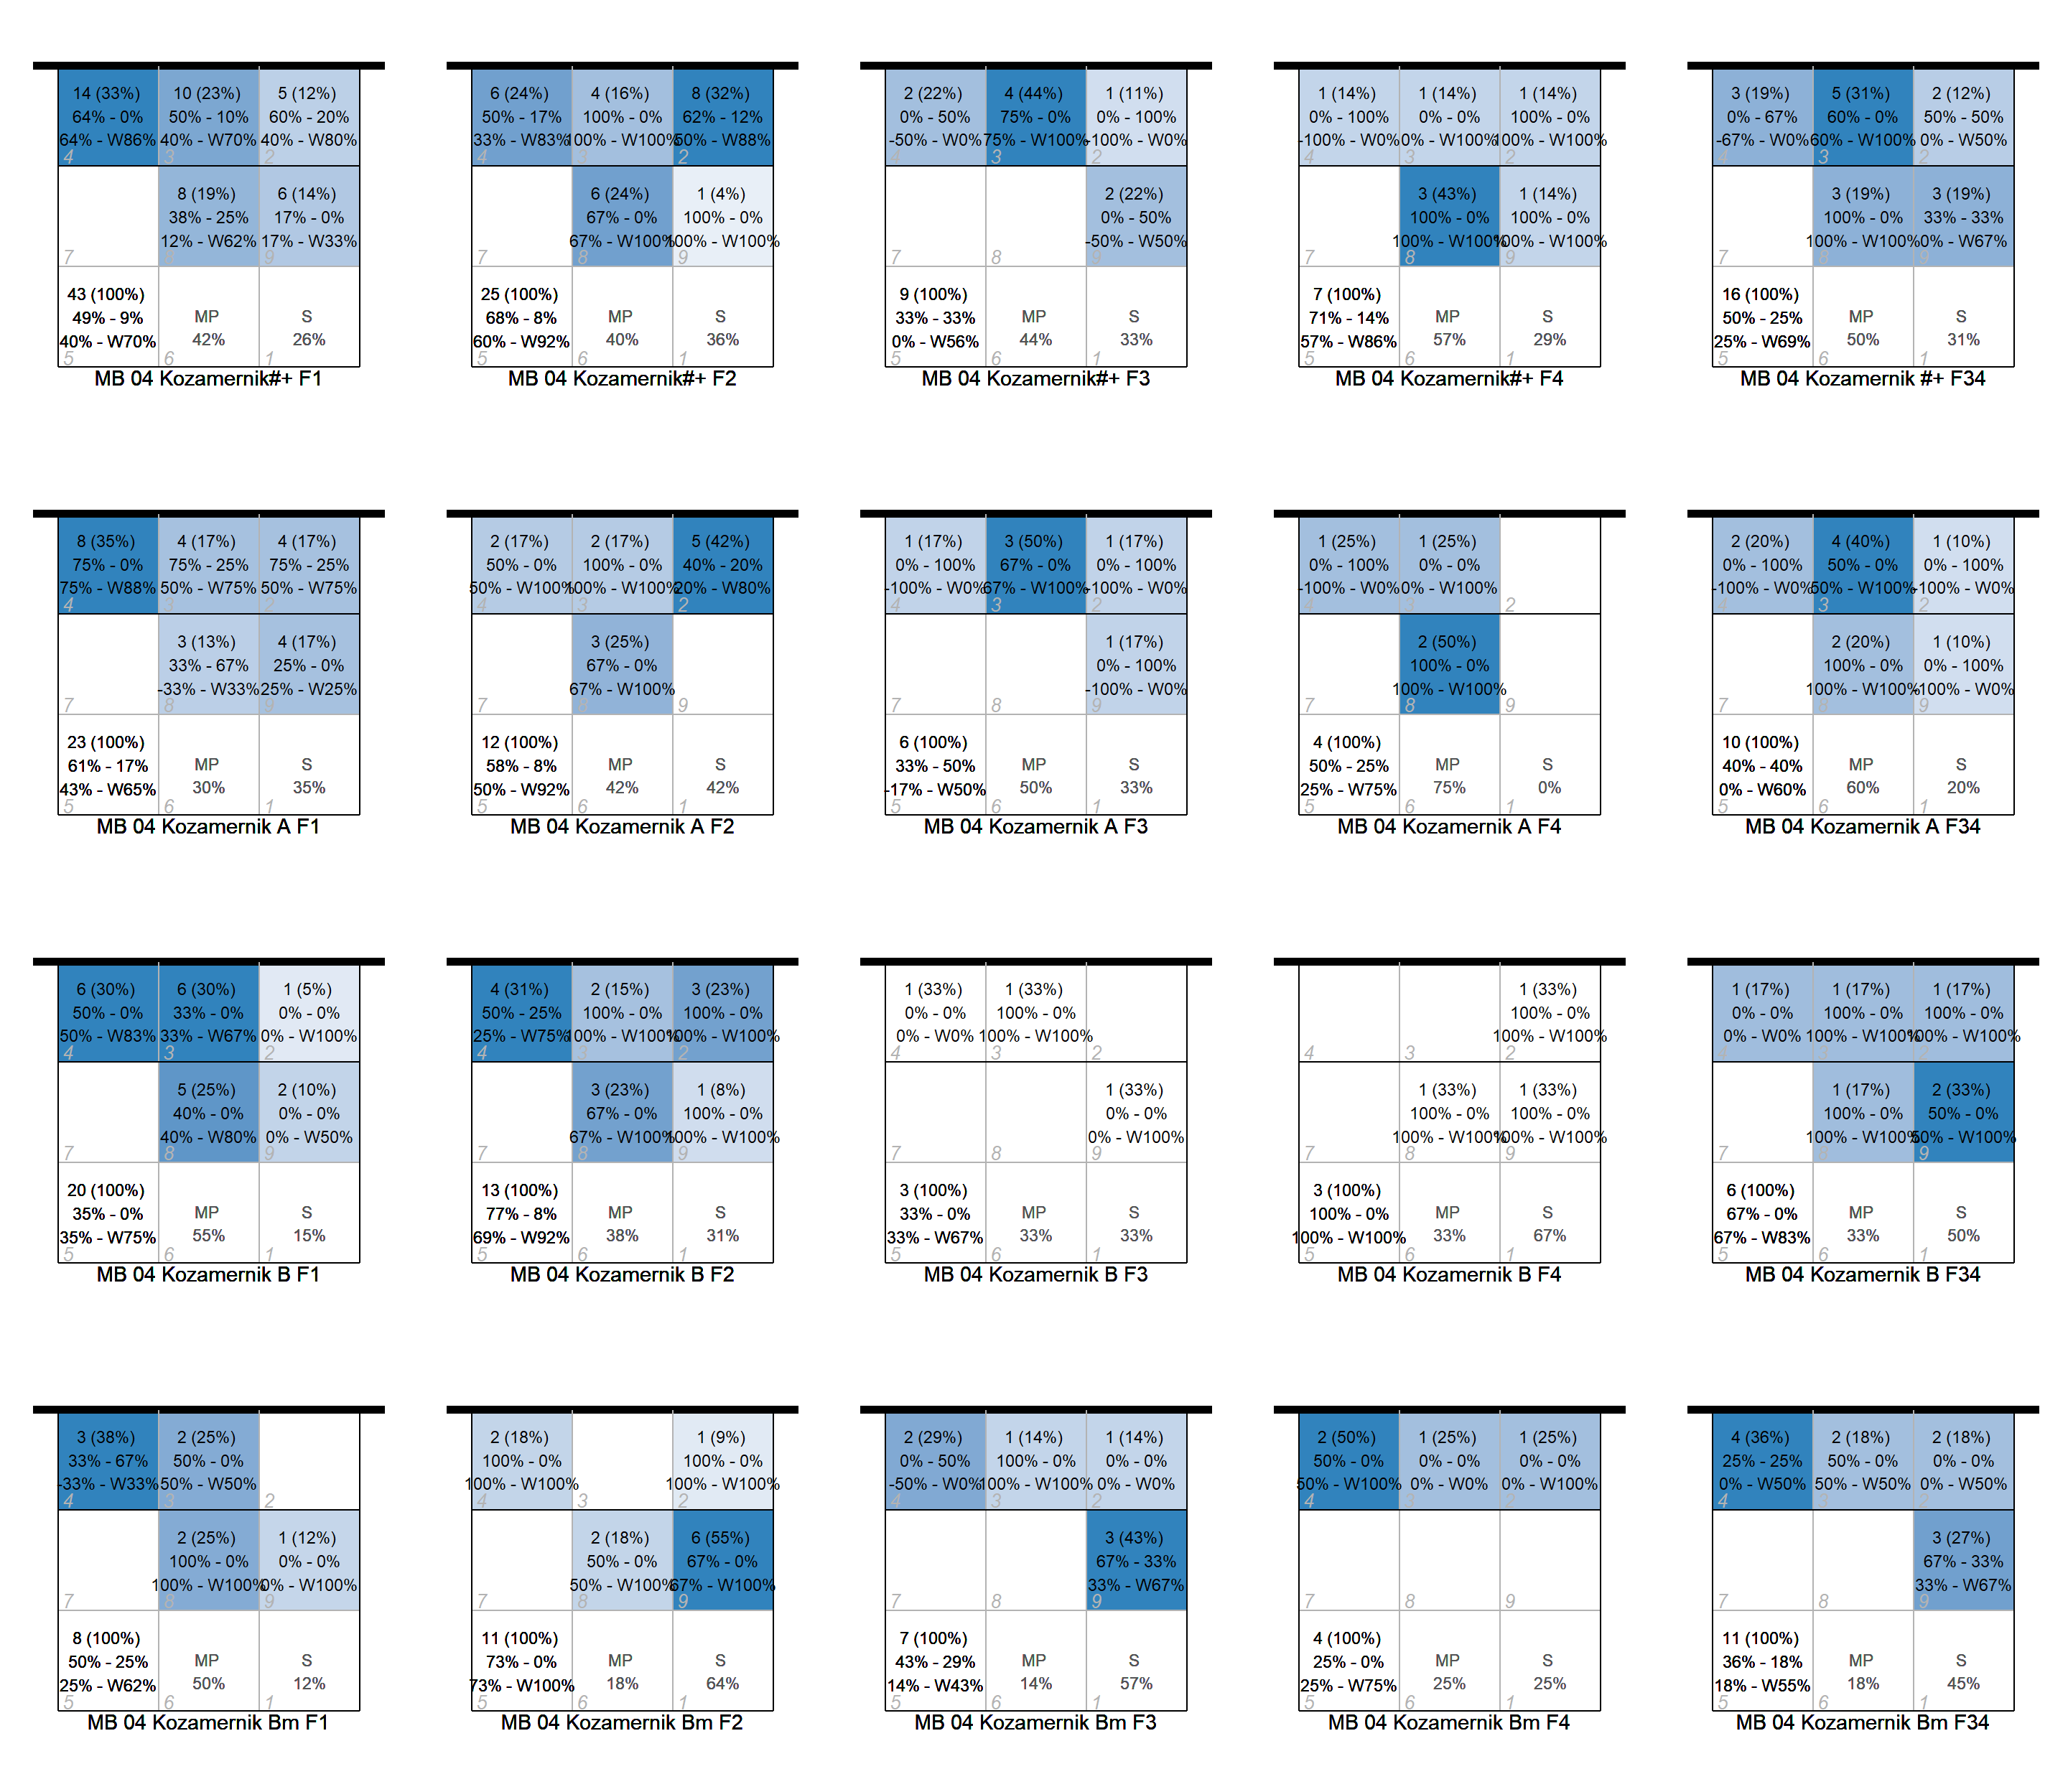 14 (33%) 10 (23%) 5 (12%)
64% - 0% 50% - 10% 60% - 20%
64% - W86% 40% - W70% 40% - W80%
4 3 2
8 (19%) 6 (14%)
38% - 25% 17% - 0%
12% - W62% 17% - W33%
7 8 9
43 (100%)
49% - 9% MP S
40% - W70% 42% 26%
5 6 1
MB 04 Kozamernik#+ F1
6 (24%) 4 (16%) 8 (32%)
50% - 17% 100% - 0% 62% - 12%
33% - W83% 100% - W100% 50% - W88%
4 3 2
6 (24%) 1 (4%)
67% - 0% 100% - 0%
67% - W100% 100% - W100%
7 8 9
25 (100%)
68% - 8% MP S
60% - W92% 40% 36%
5 6 1
MB 04 Kozamernik#+ F2
2 (22%) 4 (44%) 1 (11%)
0% - 50% 75% - 0% 0% - 100%
-50% - W0% 75% - W100% -100% - W0%
4 3 2
2 (22%)
0% - 50%
-50% - W50%
7 8 9
9 (100%)
33% - 33% MP S
0% - W56% 44% 33%
5 6 1
MB 04 Kozamernik#+ F3
1 (14%) 1 (14%) 1 (14%)
0% - 100% 0% - 0% 100% - 0%
-100% - W0% 0% - W100% 100% - W100%
4 3 2
3 (43%) 1 (14%)
100% - 0% 100% - 0%
100% - W100% 100% - W100%
7 8 9
7 (100%)
71% - 14% MP S
57% - W86% 57% 29%
5 6 1
MB 04 Kozamernik#+ F4
3 (19%) 5 (31%) 2 (12%)
0% - 67% 60% - 0% 50% - 50%
-67% - W0% 60% - W100% 0% - W50%
4 3 2
3 (19%) 3 (19%)
100% - 0% 33% - 33%
100% - W100% 0% - W67%
7 8 9
16 (100%)
50% - 25% MP S
25% - W69% 50% 31%
5 6 1
MB 04 Kozamernik #+ F34
8 (35%) 4 (17%) 4 (17%)
75% - 0% 75% - 25% 75% - 25%
75% - W88% 50% - W75% 50% - W75%
4 3 2
3 (13%) 4 (17%)
33% - 67% 25% - 0%
-33% - W33% 25% - W25%
7 8 9
23 (100%)
61% - 17% MP S
43% - W65% 30% 35%
5 6 1
MB 04 Kozamernik A F1
2 (17%) 2 (17%) 5 (42%)
50% - 0% 100% - 0% 40% - 20%
50% - W100% 100% - W100% 20% - W80%
4 3 2
3 (25%)
67% - 0%
67% - W100%
7 8 9
12 (100%)
58% - 8% MP S
50% - W92% 42% 42%
5 6 1
MB 04 Kozamernik A F2
1 (17%) 3 (50%) 1 (17%)
0% - 100% 67% - 0% 0% - 100%
-100% - W0% 67% - W100% -100% - W0%
4 3 2
1 (17%)
0% - 100%
-100% - W0%
7 8 9
6 (100%)
33% - 50% MP S
-17% - W50% 50% 33%
5 6 1
MB 04 Kozamernik A F3
1 (25%) 1 (25%)
0% - 100% 0% - 0%
-100% - W0% 0% - W100%
4 3 2
2 (50%)
100% - 0%
100% - W100%
7 8 9
4 (100%)
50% - 25% MP S
25% - W75% 75% 0%
5 6 1
MB 04 Kozamernik A F4
2 (20%) 4 (40%) 1 (10%)
0% - 100% 50% - 0% 0% - 100%
-100% - W0% 50% - W100% -100% - W0%
4 3 2
2 (20%) 1 (10%)
100% - 0% 0% - 100%
100% - W100% -100% - W0%
7 8 9
10 (100%)
40% - 40% MP S
0% - W60% 60% 20%
5 6 1
MB 04 Kozamernik A F34
6 (30%) 6 (30%) 1 (5%)
50% - 0% 33% - 0% 0% - 0%
50% - W83% 33% - W67% 0% - W100%
4 3 2
5 (25%) 2 (10%)
40% - 0% 0% - 0%
40% - W80% 0% - W50%
7 8 9
20 (100%)
35% - 0% MP S
35% - W75% 55% 15%
5 6 1
MB 04 Kozamernik B F1
4 (31%) 2 (15%) 3 (23%)
50% - 25% 100% - 0% 100% - 0%
25% - W75% 100% - W100% 100% - W100%
4 3 2
3 (23%) 1 (8%)
67% - 0% 100% - 0%
67% - W100% 100% - W100%
7 8 9
13 (100%)
77% - 8% MP S
69% - W92% 38% 31%
5 6 1
MB 04 Kozamernik B F2
1 (33%) 1 (33%)
0% - 0% 100% - 0%
0% - W0% 100% - W100%
4 3 2
1 (33%)
0% - 0%
0% - W100%
7 8 9
3 (100%)
33% - 0% MP S
33% - W67% 33% 33%
5 6 1
MB 04 Kozamernik B F3
1 (33%)
100% - 0%
100% - W100%
4 3 2
1 (33%) 1 (33%)
100% - 0% 100% - 0%
100% - W100% 100% - W100%
7 8 9
3 (100%)
100% - 0% MP S
100% - W100% 33% 67%
5 6 1
MB 04 Kozamernik B F4
1 (17%) 1 (17%) 1 (17%)
0% - 0% 100% - 0% 100% - 0%
0% - W0% 100% - W100% 100% - W100%
4 3 2
1 (17%) 2 (33%)
100% - 0% 50% - 0%
100% - W100% 50% - W100%
7 8 9
6 (100%)
67% - 0% MP S
67% - W83% 33% 50%
5 6 1
MB 04 Kozamernik B F34
3 (38%) 2 (25%)
33% - 67% 50% - 0%
-33% - W33% 50% - W50%
4 3 2
2 (25%) 1 (12%)
100% - 0% 0% - 0%
100% - W100% 0% - W100%
7 8 9
8 (100%)
50% - 25% MP S
25% - W62% 50% 12%
5 6 1
MB 04 Kozamernik Bm F1
2 (18%) 1 (9%)
100% - 0% 100% - 0%
100% - W100% 100% - W100%
4 3 2
2 (18%) 6 (55%)
50% - 0% 67% - 0%
50% - W100% 67% - W100%
7 8 9
11 (100%)
73% - 0% MP S
73% - W100% 18% 64%
5 6 1
MB 04 Kozamernik Bm F2
2 (29%) 1 (14%) 1 (14%)
0% - 50% 100% - 0% 0% - 0%
-50% - W0% 100% - W100% 0% - W0%
4 3 2
3 (43%)
67% - 33%
33% - W67%
7 8 9
7 (100%)
43% - 29% MP S
14% - W43% 14% 57%
5 6 1
MB 04 Kozamernik Bm F3
2 (50%) 1 (25%) 1 (25%)
50% - 0% 0% - 0% 0% - 0%
50% - W100% 0% - W0% 0% - W100%
4 3 2
7 8 9
4 (100%)
25% - 0% MP S
25% - W75% 25% 25%
5 6 1
MB 04 Kozamernik Bm F4
4 (36%) 2 (18%) 2 (18%)
25% - 25% 50% - 0% 0% - 0%
0% - W50% 50% - W50% 0% - W50%
4 3 2
3 (27%)
67% - 33%
33% - W67%
7 8 9
11 (100%)
36% - 18% MP S
18% - W55% 18% 45%
5 6 1
MB 04 Kozamernik Bm F34